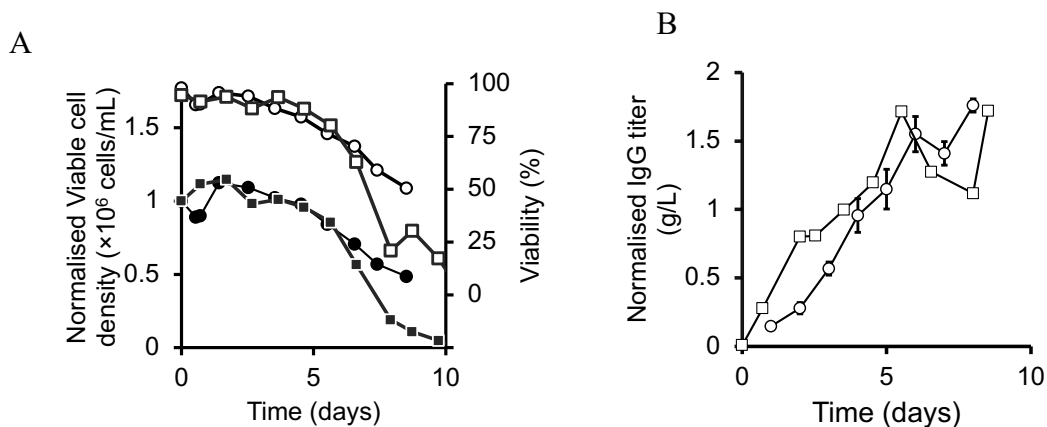 A
Normalised Viable cell
density (×10⁶ cells/mL)
1.5
1
0.5
0
100
75
50
25
0
Viability (%)
0
5
10
Time (days)
B
Normalised IgG titer
(g/L)
2
1.5
1
0.5
0
0
5
10
Time (days)